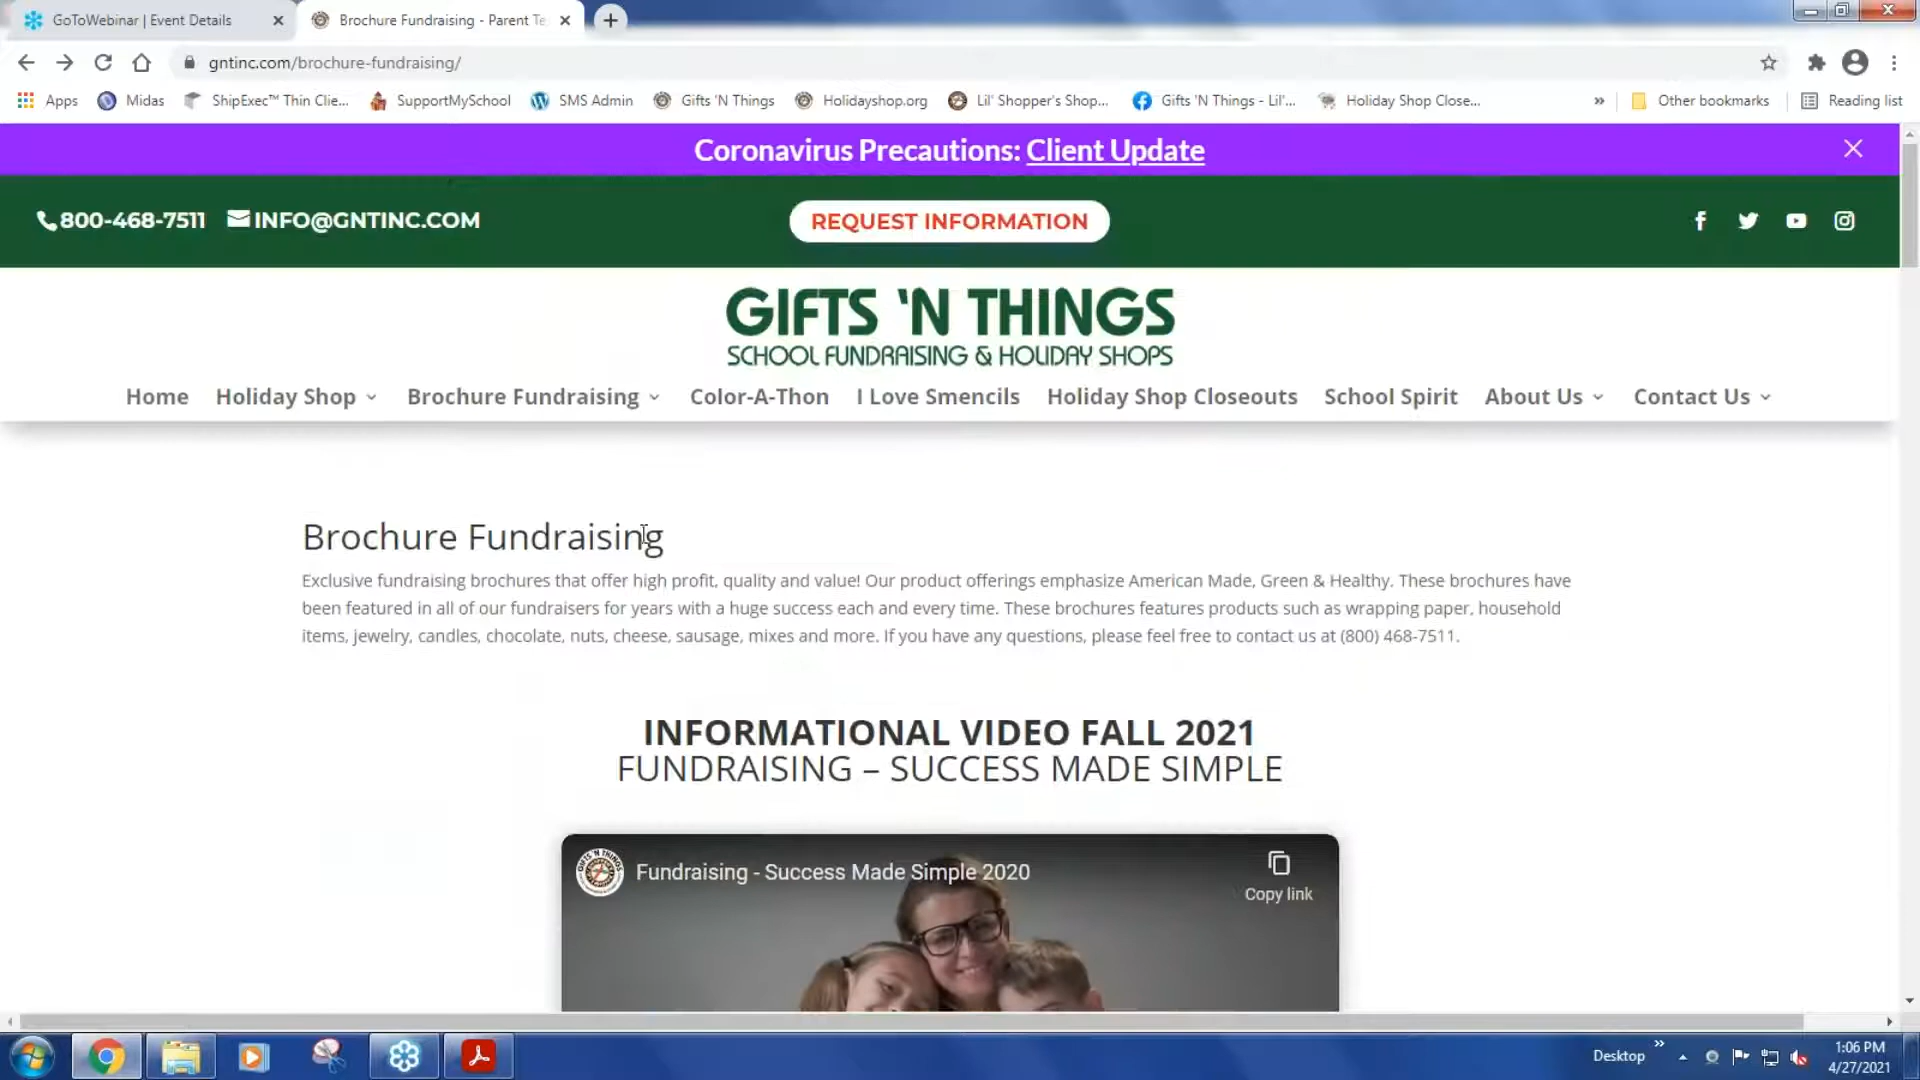 GoToWebinar | Event Details
Brochure Fundraising - Parent Te
gntinc.com/brochure-fundraising/
Apps Midas ShipExec™ Thin Clie... SupportMySchool SMS Admin Gifts 'N Things Holidayshop.org Lil' Shopper's Shop... Gifts 'N Things - Lil'... Holiday Shop Close... » Other bookmarks Reading list
Coronavirus Precautions: Client Update
800-468-7511 INFO@GNTINC.COM REQUEST INFORMATION
GIFTS 'N THINGS
SCHOOL FUNDRAISING & HOLIDAY SHOPS
Home Holiday Shop Brochure Fundraising Color-A-Thon I Love Smencils Holiday Shop Closeouts School Spirit About Us Contact Us
Brochure Fundraising
Exclusive fundraising brochures that offer high profit, quality and value! Our product offerings emphasize American Made, Green & Healthy. These brochures have
been featured in all of our fundraisers for years with a huge success each and every time. These brochures features products such as wrapping paper, household
items, jewelry, candles, chocolate, nuts, cheese, sausage, mixes and more. If you have any questions, please feel free to contact us at (800) 468-7511.
INFORMATIONAL VIDEO FALL 2021
FUNDRAISING – SUCCESS MADE SIMPLE
Fundraising - Success Made Simple 2020
Copy link
Desktop »
1:06 PM
4/27/2021